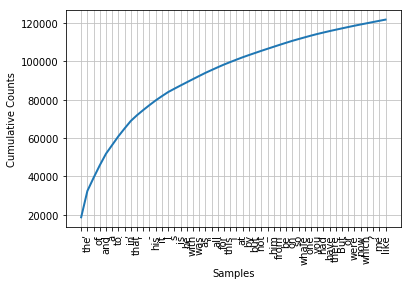 120000
100000
80000
60000
40000
20000
Cumulative Counts
,
the
.
of
and
a
to
;
in
that
'
-
his
it
I
s
is
he
with
was
as
"
all
for
this
!
at
by
but
not
--
him
from
be
on
so
whale
one
you
had
have
there
But
or
were
now
which
?
me
like
Samples